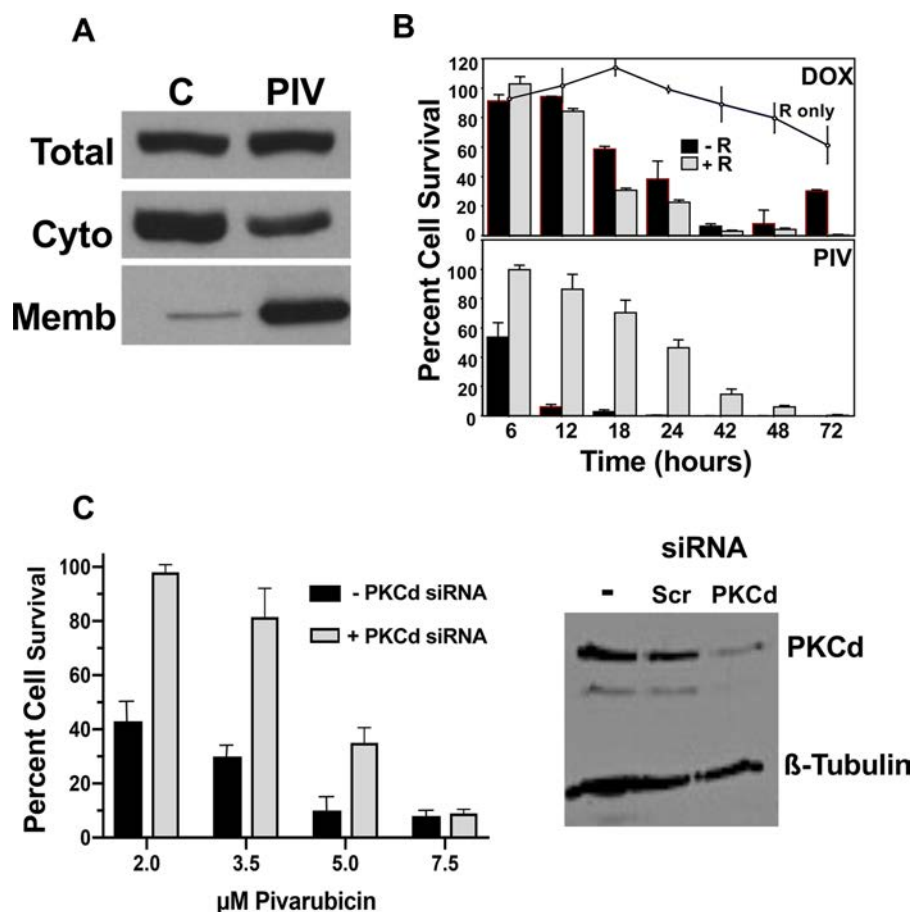 A
C PIV
Total
Cyto
Memb
B
Percent Cell Survival
120
100
80
60
40
20
0
DOX
R only
- R
+ R
100
80
60
40
20
0
PIV
6 12 18 24 42 48 72
Time (hours)
C
Percent Cell Survival
100
80
60
40
20
0
- PKCd siRNA
+ PKCd siRNA
2.0 3.5 5.0 7.5
µM Pivarubicin
siRNA
- Scr PKCd
PKCd
ß-Tubulin